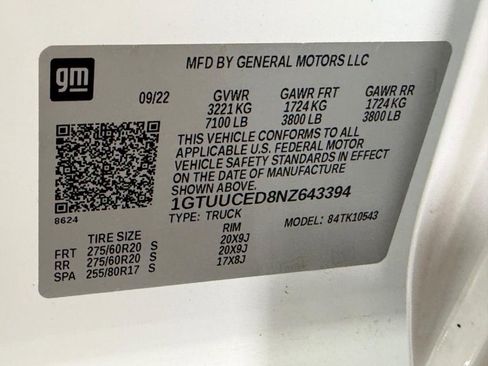 gm
MFD BY GENERAL MOTORS LLC
09/22 GVWR GAWR FRT GAWR RR
3221 KG 1724 KG 1724 KG
7100 LB 3800 LB 3800 LB
THIS VEHICLE CONFORMS TO ALL
APPLICABLE U.S. FEDERAL MOTOR
VEHICLE SAFETY STANDARDS IN EFFECT
ON THE DATE OF MANUFACTURE
SHOWN ABOVE.
8624
1GTUUCED8NZ643394
TYPE: TRUCK MODEL: 84TK10543
TIRE SIZE RIM
FRT 275/60R20 S 20X9J
RR 275/60R20 S 20X9J
SPA 255/80R17 S 17X8J